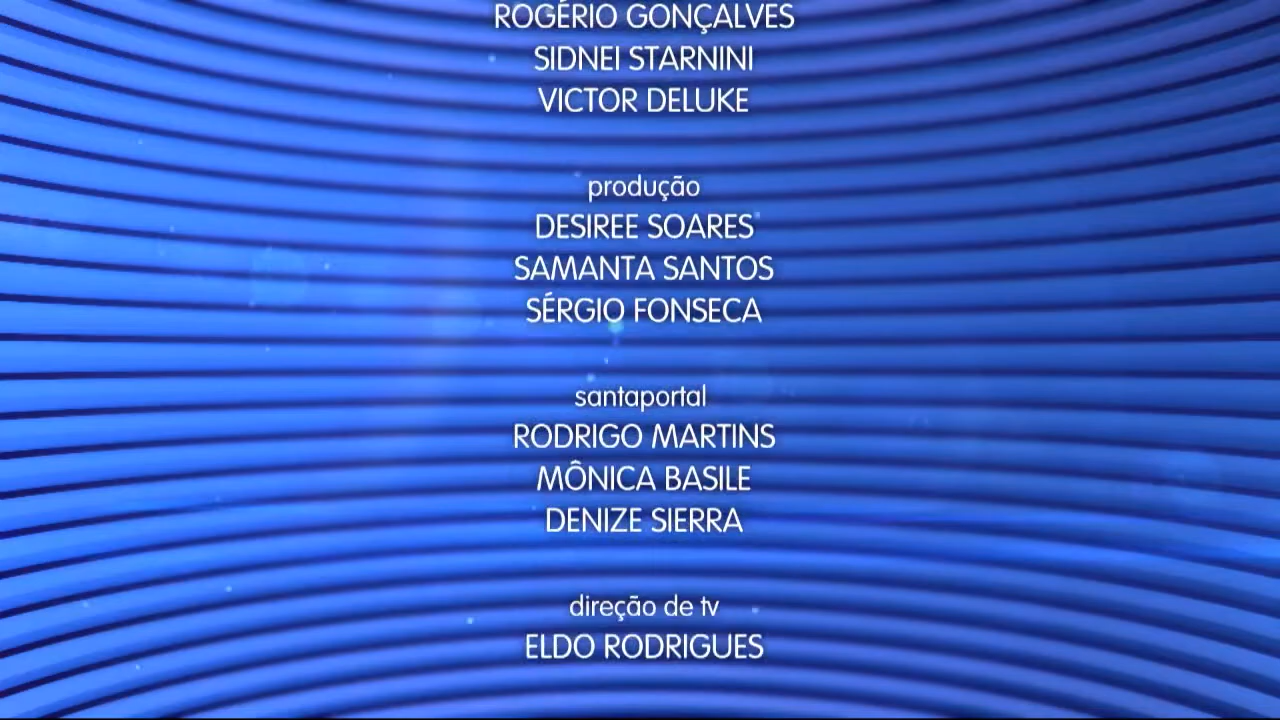 ROGÉRIO GONÇALVES
SIDNEI STARNINI
VICTOR DELUKE
produção
DESIREE SOARES
SAMANTA SANTOS
SÉRGIO FONSECA
santaportal
RODRIGO MARTINS
MÔNICA BASILE
DENIZE SIERRA
direção de tv
ELDO RODRIGUES